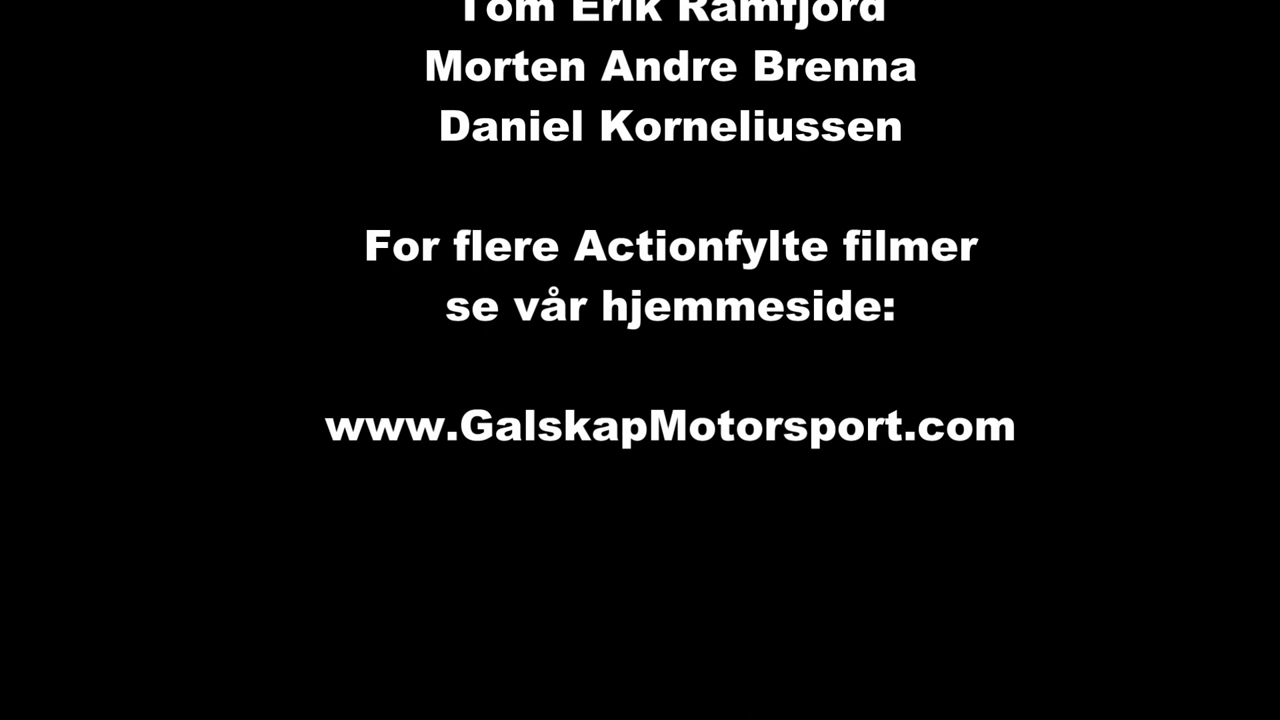 Tom Erik Ramfjord
Morten Andre Brenna
Daniel Korneliussen
For flere Actionfylte filmer
se vår hjemmeside:
www.GalskapMotorsport.com